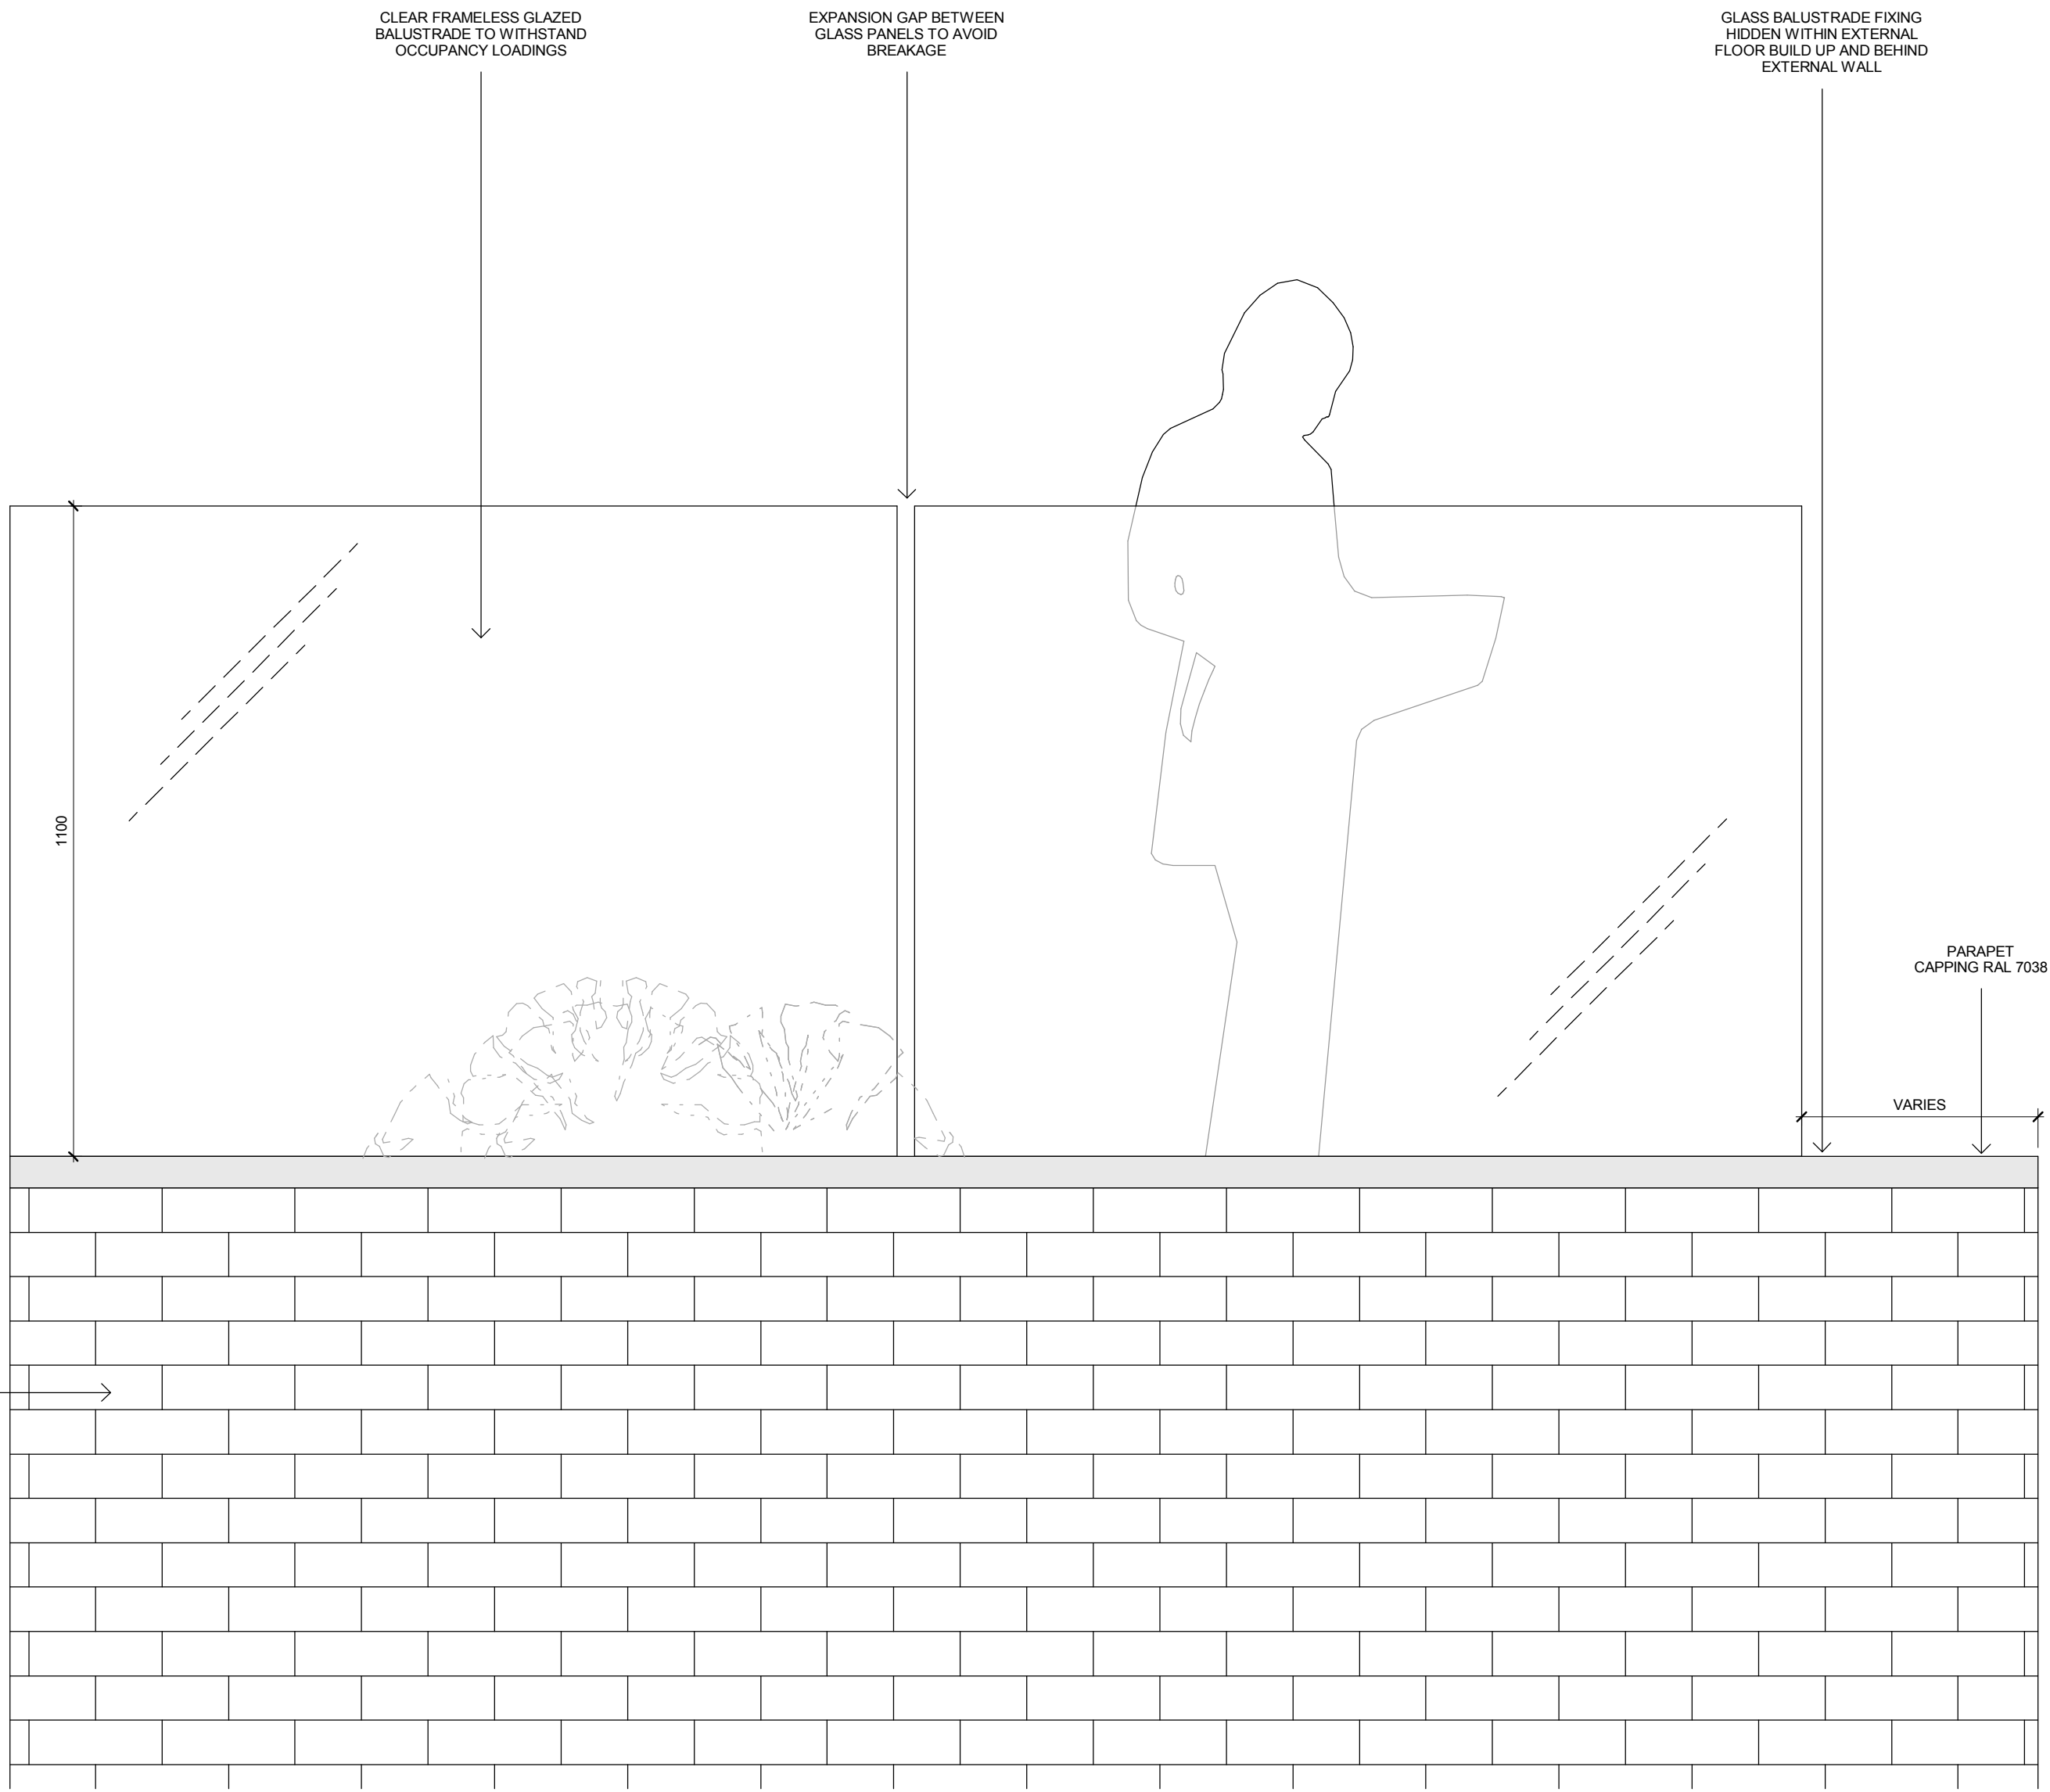 CLEAR FRAMELESS GLAZED
BALUSTRADE TO WITHSTAND
OCCUPANCY LOADINGS
EXPANSION GAP BETWEEN
GLASS PANELS TO AVOID
BREAKAGE
GLASS BALUSTRADE FIXING
HIDDEN WITHIN EXTERNAL
FLOOR BUILD UP AND BEHIND
EXTERNAL WALL
1100
PARAPET
CAPPING RAL 7038
VARIES